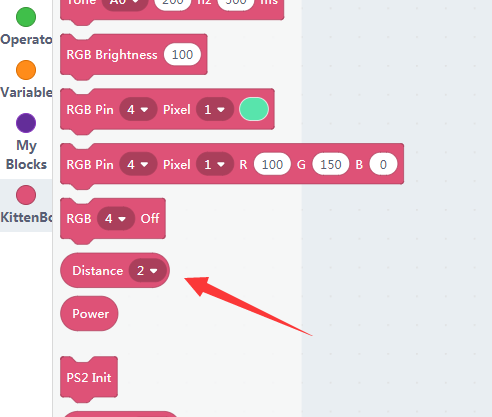 Tone A0 200 hz 500 ms
Operato
RGB Brightness 100
Variable
RGB Pin 4 Pixel 1
My
Blocks
RGB Pin 4 Pixel 1 R 100 G 150 B 0
KittenBo
RGB 4 Off
Distance 2
Power
PS2 Init